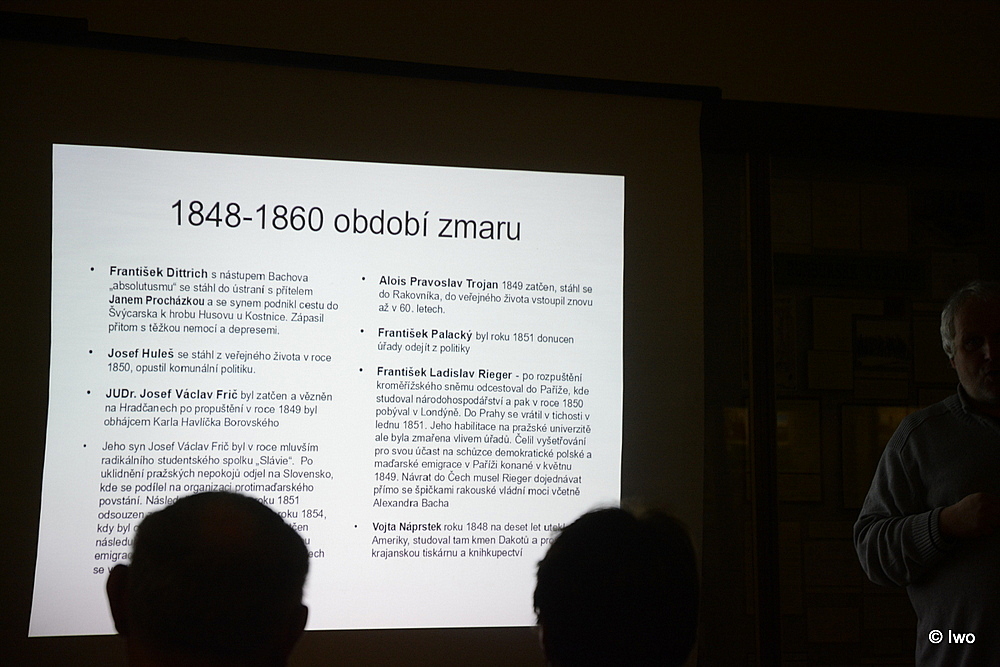 1848-1860 období zmaru
• František Dittrich s nástupem Bachova
„absolutusmu“ se stáhl do ústraní s přítelem
Janem Procházkou a se synem podnikl cestu do
Švýcarska k hrobu Husovu u Kostnice. Zápasil
přitom s těžkou nemocí a depresemi.
• Josef Huleš se stáhl z veřejného života v roce
1850, opustil komunální politiku.
• JUDr. Josef Václav Frič byl zatčen a vězněn
na Hradčanech po propuštění v roce 1849 byl
obhájcem Karla Havlíčka Borovského
• Jeho syn Josef Václav Frič byl v roce mluvším
radikálního studentského spolku „Slávie“. Po
uklidnění pražských nepokojů odjel na Slovensko,
kde se podílel na organizaci protimaďarského
povstání. roku 1851
odsouzen roku 1854,
kdy byl
se
• Alois Pravoslav Trojan 1849 zatčen, stáhl se
do Rakovníka, do veřejného života vstoupil znovu
až v 60. letech.
• František Palacký byl roku 1851 donucen
úřady odejít z politiky
• František Ladislav Rieger - po rozpuštění
kroměřížského sněmu odcestoval do Paříže, kde
studoval národohospodářství a pak v roce 1850
pobýval v Londýně. Do Prahy se vrátil v tichosti v
lednu 1851. Jeho habilitace na pražské univerzitě
ale byla zmařena vlivem úřadů. Čelil vyšetřování
pro svou účast na schůzce demokratické polské a
maďarské emigrace v Paříži konané v květnu
1849. Návrat do Čech musel Rieger dojednávat
přímo se špičkami rakouské vládní moci včetně
Alexandra Bacha
• Vojta Náprstek roku 1848 na deset let
Ameriky, studoval tam kmen Dakotů a
krajanskou tiskárnu a knihkupectví
© Iwo